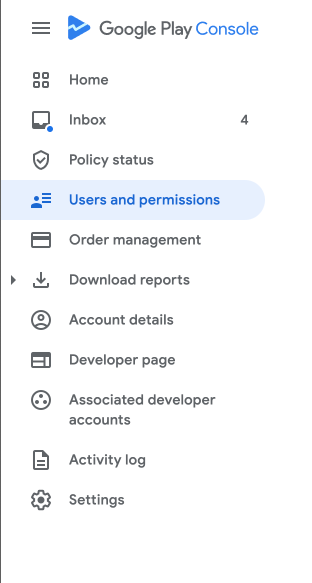 Google Play Console
Home
Inbox 4
Policy status
Users and permissions
Order management
Download reports
Account details
Developer page
Associated developer
accounts
Activity log
Settings